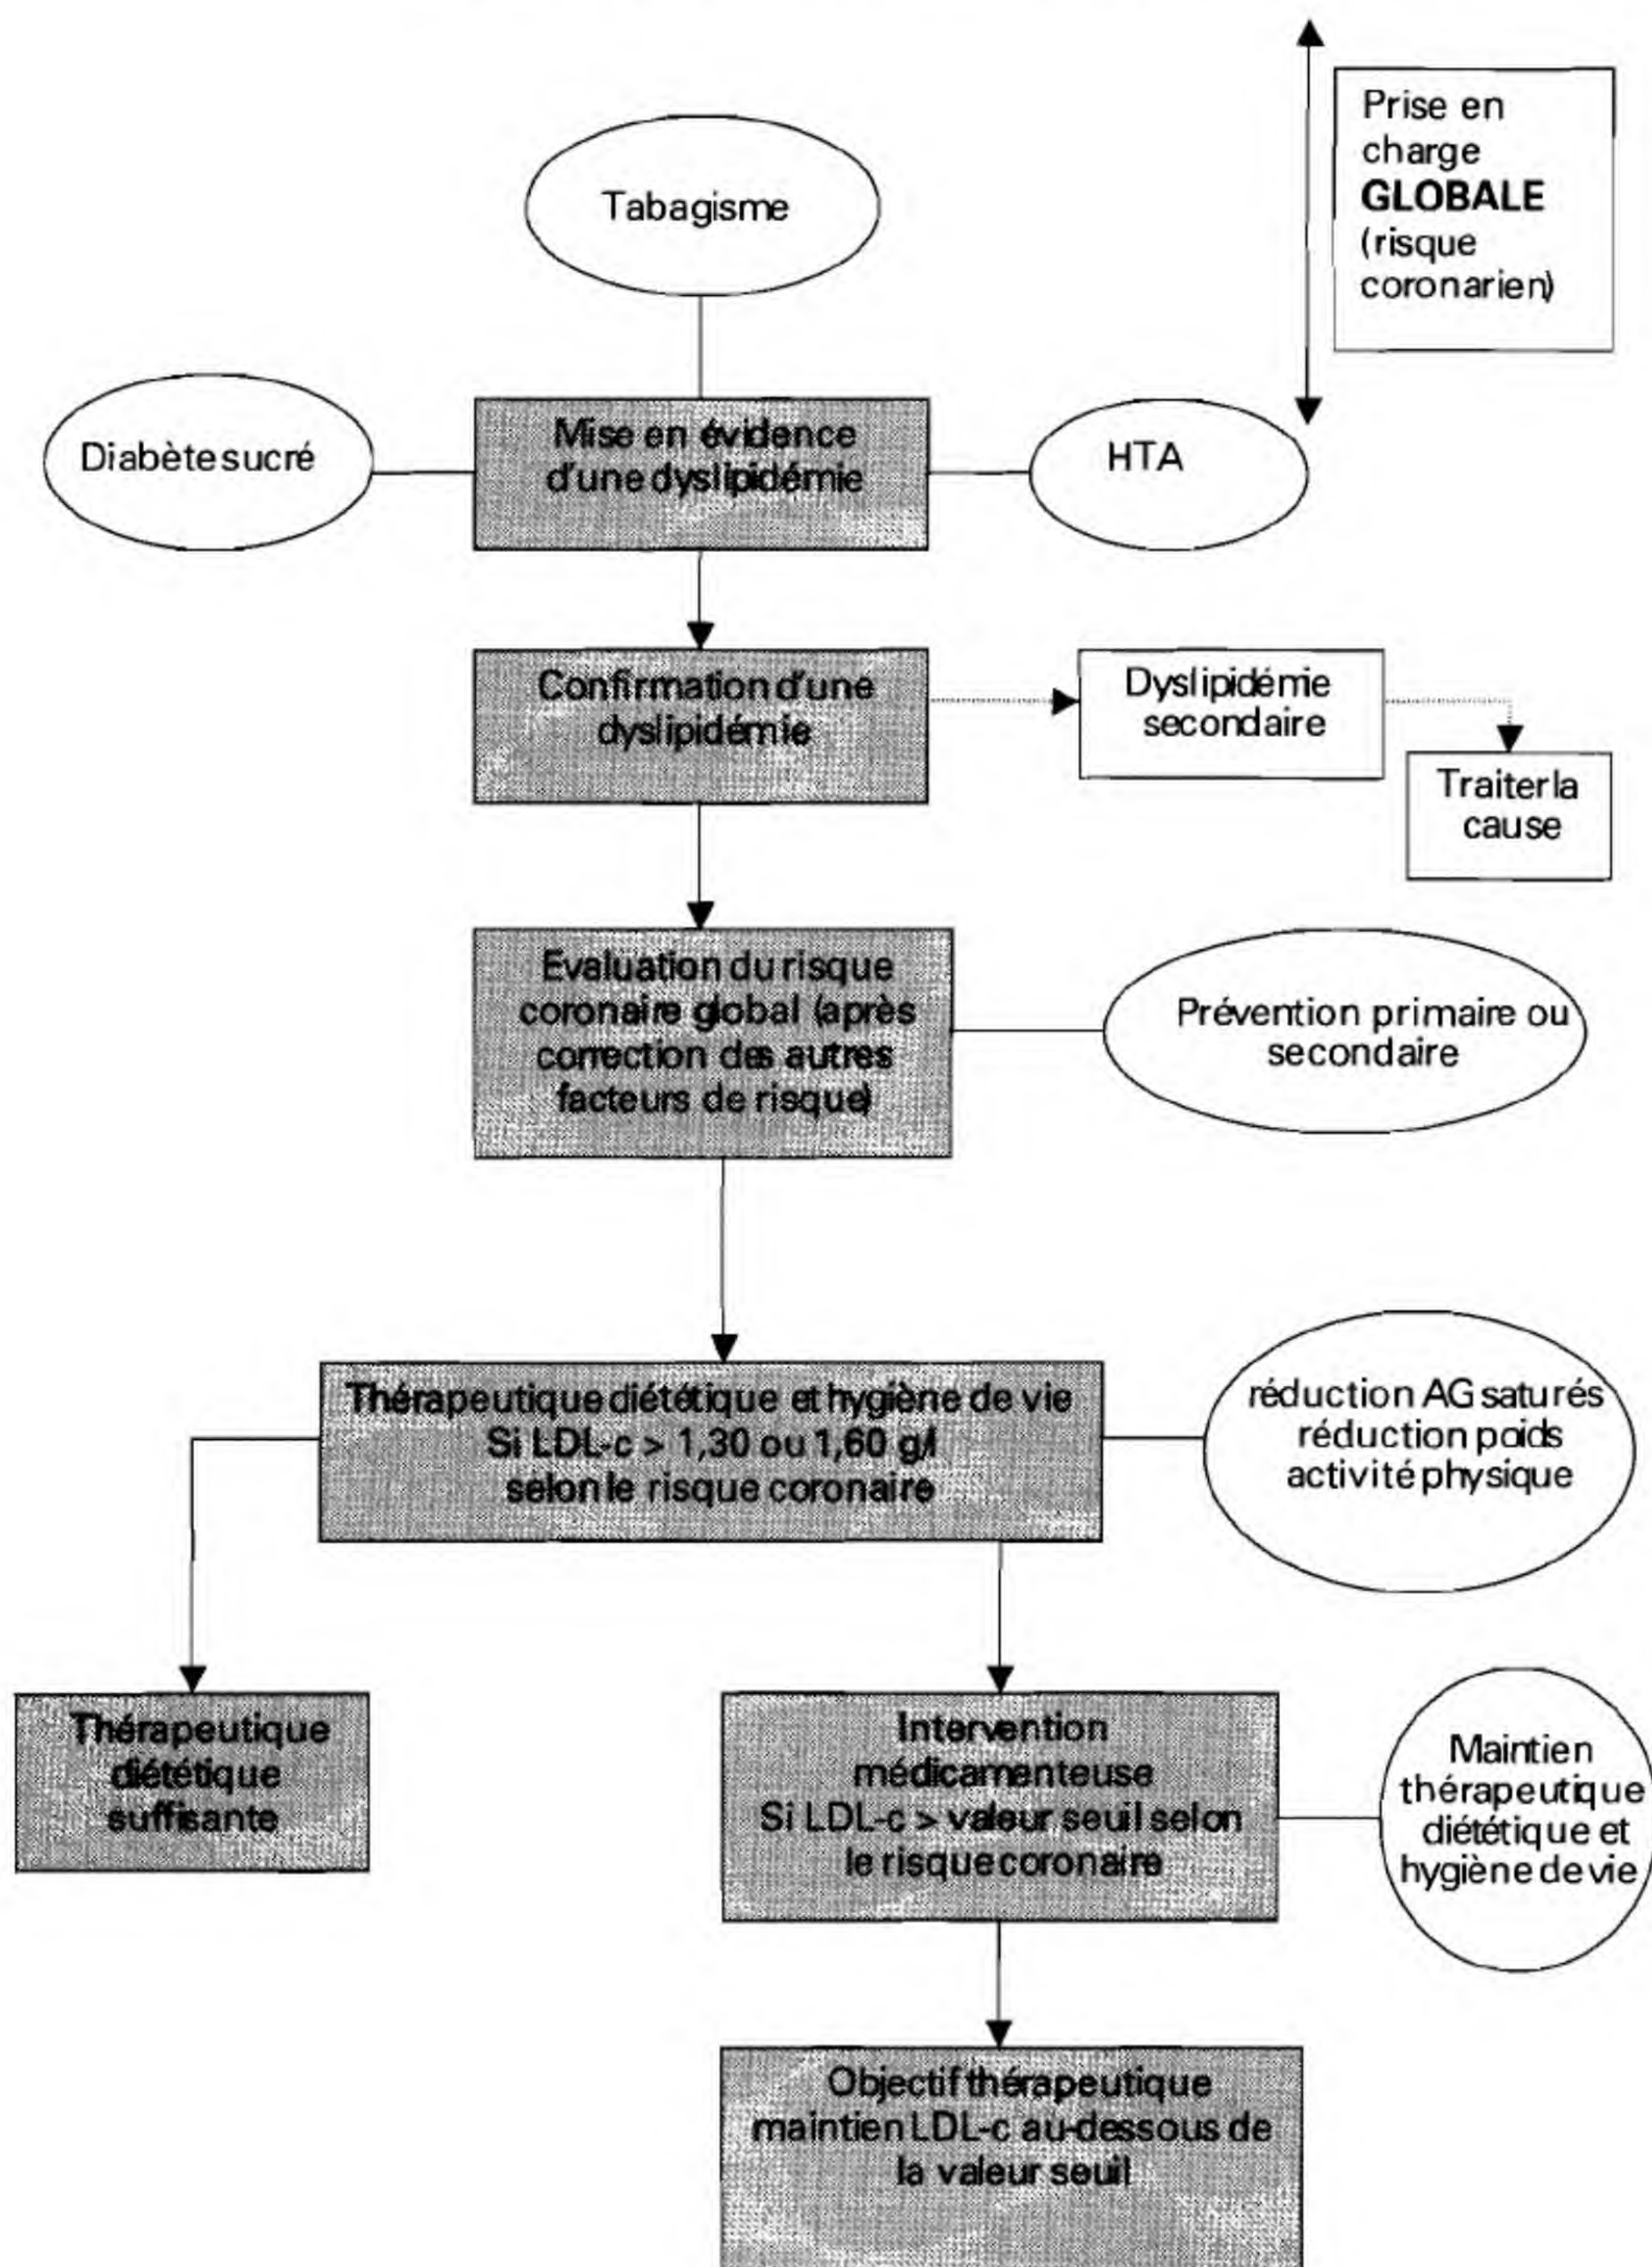 Prise en
charge
GLOBALE
(risque
coronarien)
Tabagisme
Diabète sucré
Mise en évidence
d'une dyslipidémie
HTA
Confirmation d'une
dyslipidémie
Dyslipidémie
secondaire
Traiter la
cause
Evaluation du risque
coronaire global (après
correction des autres
facteurs de risque)
Prévention primaire ou
secondaire
Thérapeutique diététique et hygiène de vie
Si LDL-c > 1,30 ou 1,60 g/l
selon le risque coronaire
réduction AG saturés
réduction poids
activité physique
Thérapeutique
diététique
suffisante
Intervention
médicamenteuse
Si LDL-c > valeur seuil selon
le risque coronaire
Maintien
thérapeutique
diététique et
hygiène de vie
Objectif thérapeutique
maintien LDL-c au-dessous de
la valeur seuil